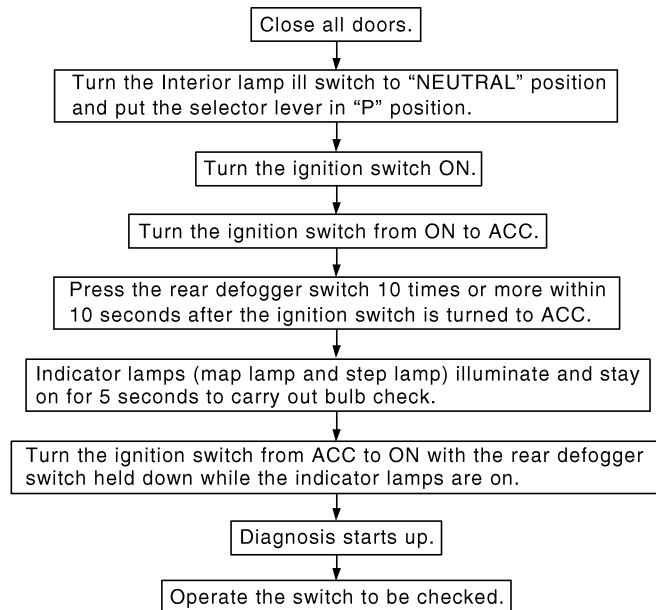 Close all doors.
Turn the Interior lamp ill switch to “NEUTRAL” position
and put the selector lever in “P” position.
Turn the ignition switch ON.
Turn the ignition switch from ON to ACC.
Press the rear defogger switch 10 times or more within
10 seconds after the ignition switch is turned to ACC.
Indicator lamps (map lamp and step lamp) illuminate and stay
on for 5 seconds to carry out bulb check.
Turn the ignition switch from ACC to ON with the rear defogger
switch held down while the indicator lamps are on.
Diagnosis starts up.
Operate the switch to be checked.